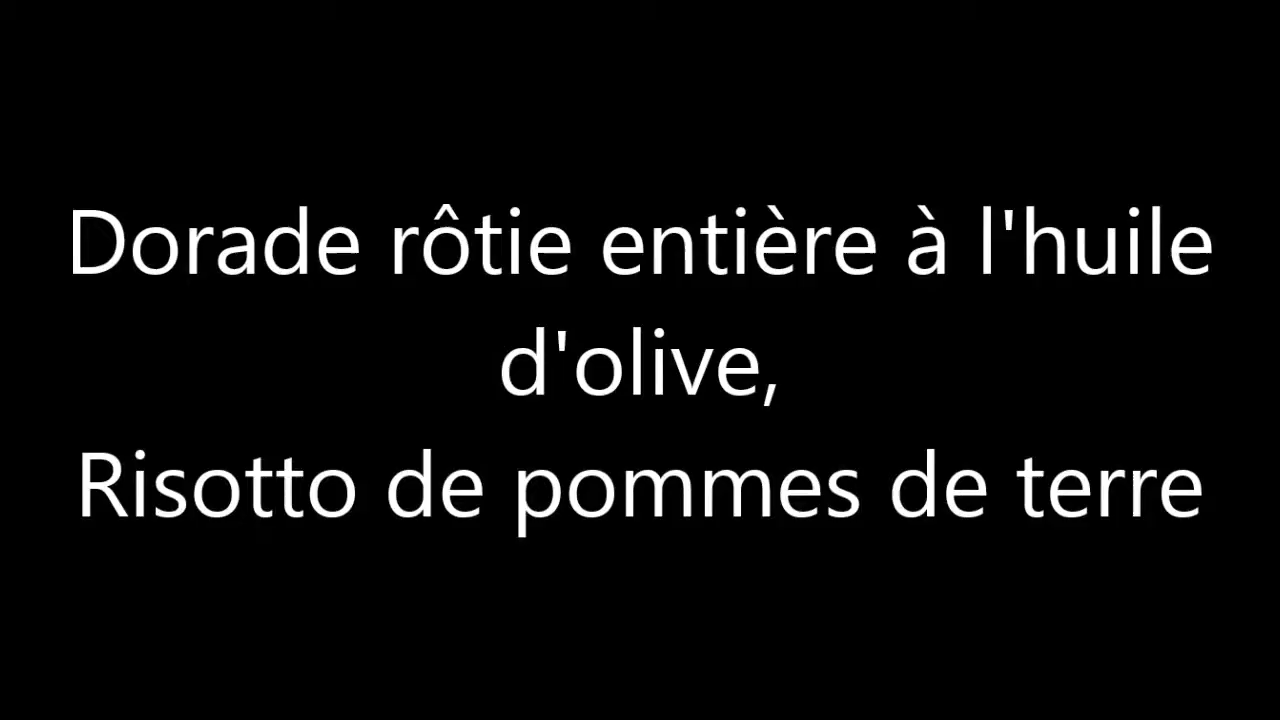 Dorade rôtie entière à l'huile
d'olive,
Risotto de pommes de terre